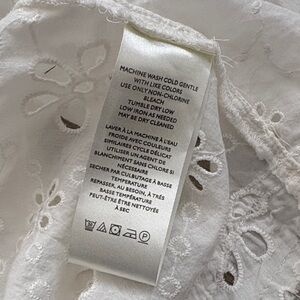 MACHINE WASH COLD GENTLE
WITH LIKE COLORS
USE ONLY NON-CHLORINE
BLEACH
TUMBLE DRY LOW
LOW IRON AS NEEDED
MAY BE DRY CLEANED
LAVER À LA MACHINE À L'EAU
FROIDE AVEC COULEURS
SIMILAIRES CYCLE DÉLICAT
UTILISER UN AGENT DE
BLANCHIMENT SANS CHLORE SI
NÉCESSAIRE
SÉCHER PAR CULBUTAGE À BASSE
TEMPÉRATURE
REPASSER, AU BESOIN, À TRÈS
BASSE TEMPÉRATURE
PEUT-ÊTRE ÊTRE NETTOYÉE
À SEC